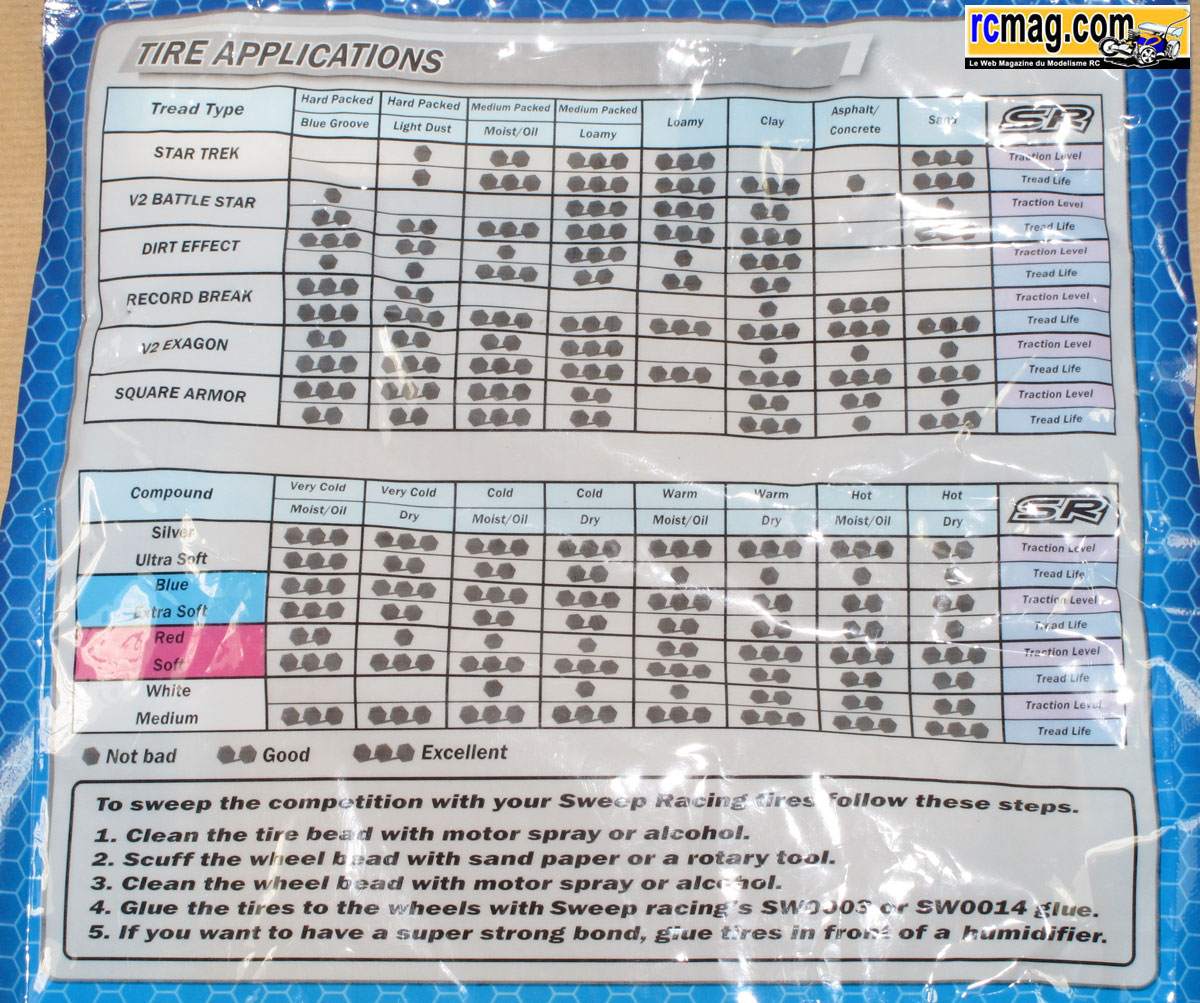 rcmag.com
Le Web Magazine du Modelisme RC
TIRE APPLICATIONS
Tread Type
Hard Packed
Blue Groove
Hard Packed
Light Dust
Medium Packed
Moist/Oil
Medium Packed
Loamy
Loamy
Clay
Asphalt/
Concrete
Sand
SR
STAR TREK
Traction Level
Tread Life
V2 BATTLE STAR
Traction Level
Tread Life
DIRT EFFECT
Traction Level
Tread Life
RECORD BREAK
Traction Level
Tread Life
V2 EXAGON
Traction Level
Tread Life
SQUARE ARMOR
Traction Level
Tread Life
Compound
Very Cold
Moist/Oil
Very Cold
Dry
Cold
Moist/Oil
Cold
Dry
Warm
Moist/Oil
Warm
Dry
Hot
Moist/Oil
Hot
Dry
SR
Silver
Traction Level
Ultra Soft
Tread Life
Blue
Traction Level
Extra Soft
Tread Life
Red
Traction Level
Soft
Tread Life
White
Traction Level
Medium
Tread Life
Not bad
Good
Excellent
To sweep the competition with your Sweep Racing tires follow these steps.
1. Clean the tire bead with motor spray or alcohol.
2. Scuff the wheel bead with sand paper or a rotary tool.
3. Clean the wheel bead with motor spray or alcohol.
4. Glue the tires to the wheels with Sweep racing's SW0003 or SW0014 glue.
5. If you want to have a super strong bond, glue tires in front of a humidifier.